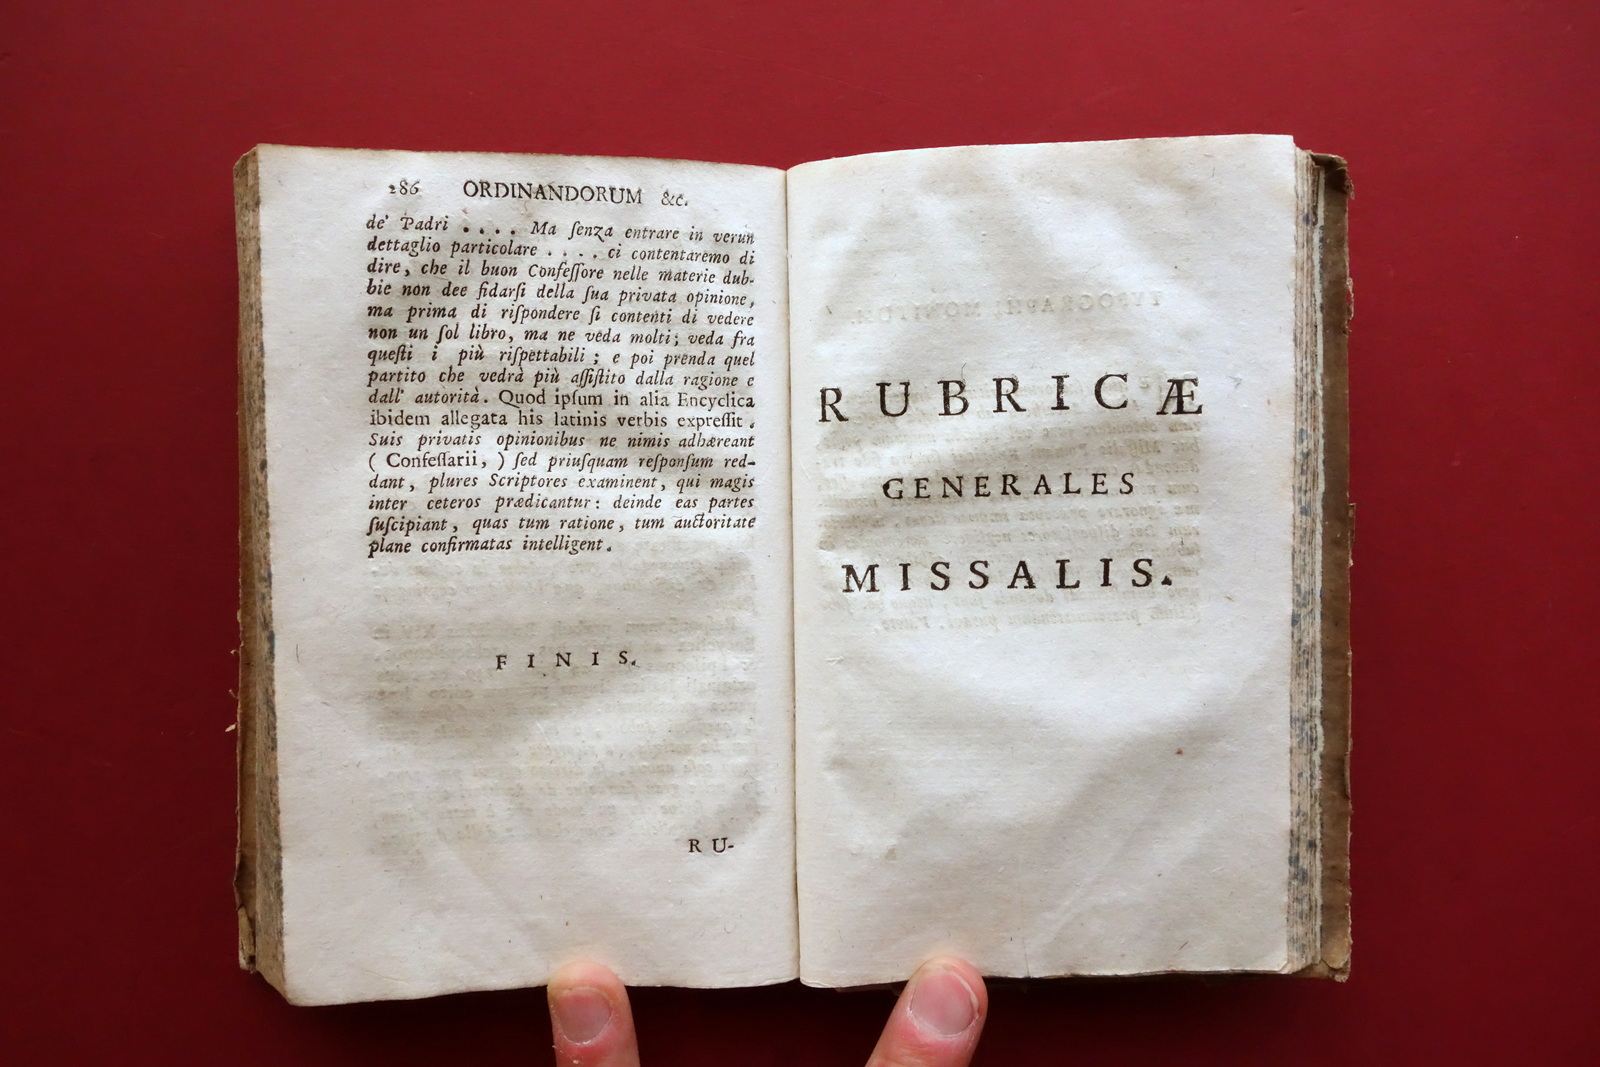 286 ORDINANDORUM &c.
de' Padri . . . . Ma ſenza entrare in verun
dettaglio particolare . . . . ci contentaremo di
dire, che il buon Confeſſore nelle materie dub-
bie non dee fidarſi della ſua privata opinione,
ma prima di riſpondere ſi contenti di vedere
non un ſol libro, ma ne veda molti; veda fra
queſti i più riſpettabili; e poi prenda quel
partito che vedrà più aſſiſtito dalla ragione e
dall' autorità. Quod ipſum in alia Encyclica
ibidem allegata his latinis verbis expreſſit.
Suis privatis opinionibus ne nimis adhæreant
( Confeſſarii, ) ſed priuſquam reſponſum red-
dant, plures Scriptores examinent, qui magis
inter ceteros prædicantur: deinde eas partes
ſuſcipiant, quas tum ratione, tum auctoritate
plane confirmatas intelligent.
FINIS.
RU-
RUBRICÆ
GENERALES
MISSALIS.